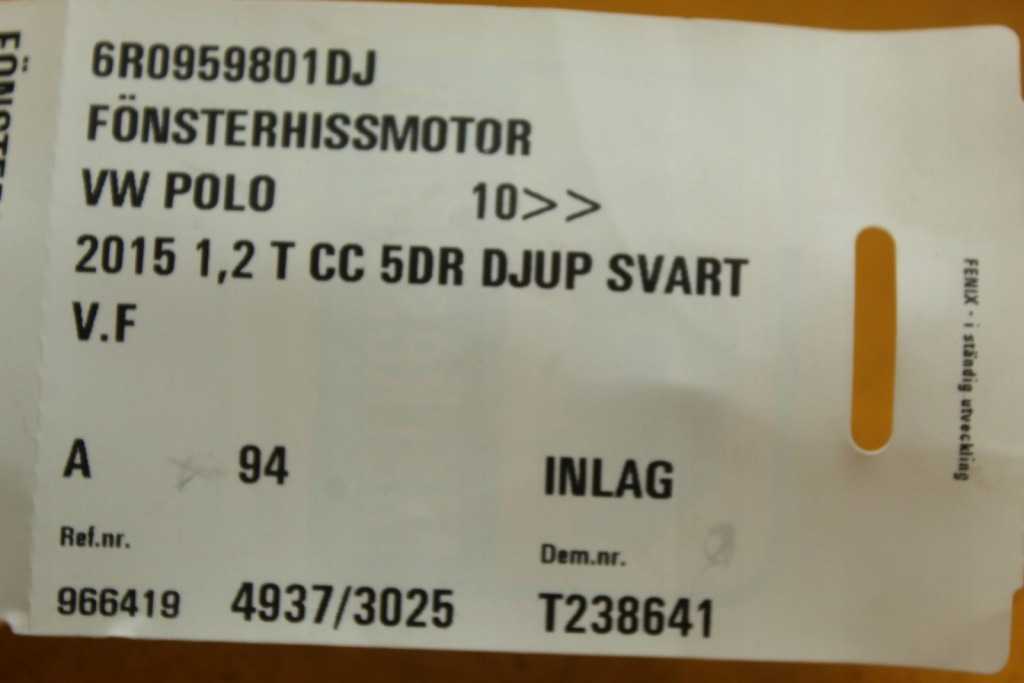 6R0959801DJ
FÖNSTERHISSMOTOR
VW POLO 10>>
2015 1,2 T CC 5DR DJUP SVART
V.F
A 94 INLAG
Ref.nr. Dem.nr.
966419 4937/3025 T238641
FENIX - i ständig utveckling